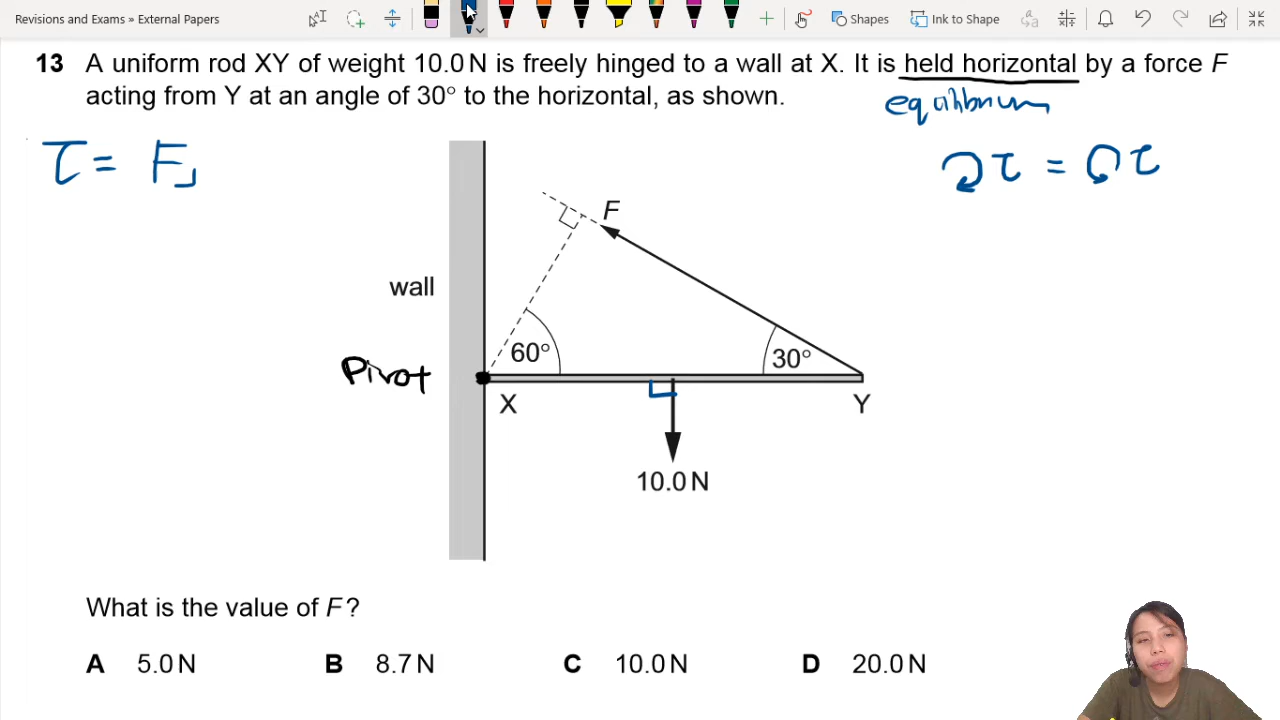 Revisions and Exams » External Papers
Shapes
Ink to Shape
13 A uniform rod XY of weight 10.0 N is freely hinged to a wall at X. It is held horizontal by a force F
acting from Y at an angle of 30° to the horizontal, as shown.
equilibrium
τ = F⊥
↻τ = ↺τ
F
wall
60°
30°
Pivot
X
Y
10.0 N
What is the value of F?
A 5.0 N B 8.7 N C 10.0 N D 20.0 N